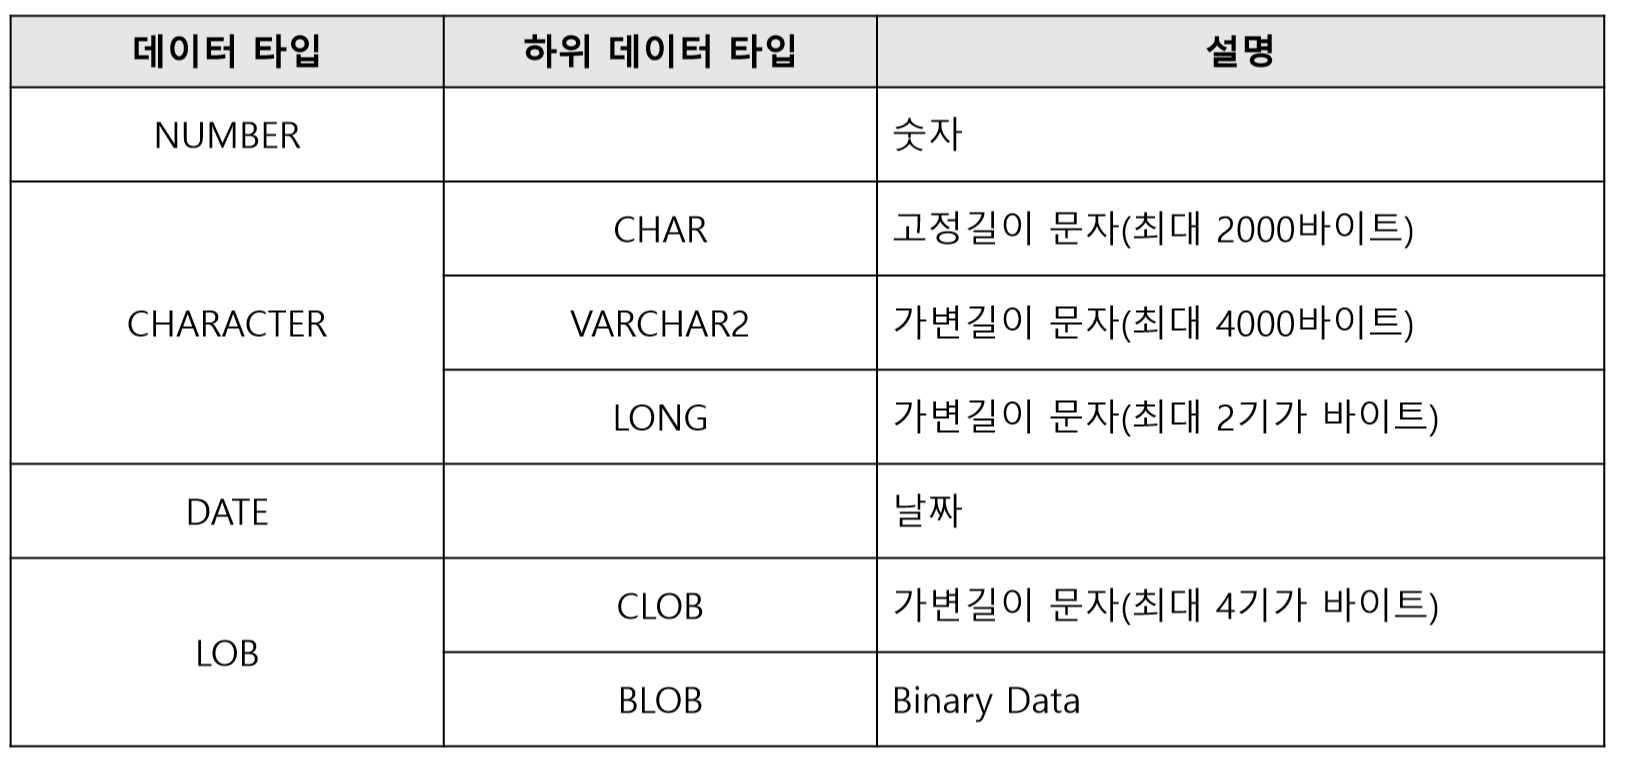 데이터 타입 하위 데이터 타입 설명
NUMBER 숫자
CHAR 고정길이 문자(최대 2000바이트)
CHARACTER VARCHAR2 가변길이 문자(최대 4000바이트)
LONG 가변길이 문자(최대 2기가 바이트)
DATE 날짜
LOB CLOB 가변길이 문자(최대 4기가 바이트)
BLOB Binary Data